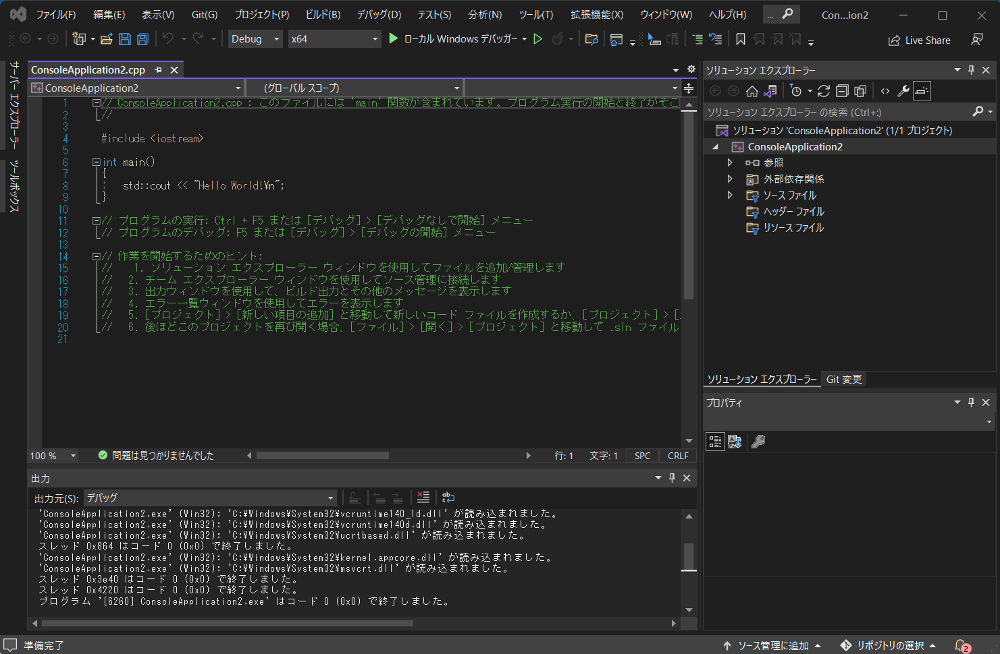 ファイル(F) 編集(E) 表示(V) Git(G) プロジェクト(P) ビルド(B) デバッグ(D) テスト(S) 分析(N) ツール(T) 拡張機能(X) ウィンドウ(W) ヘルプ(H) ... Con...ion2
Debug x64 ローカル Windows デバッガー Live Share
サーバー エクスプローラー
ツールボックス
ConsoleApplication2.cpp
ConsoleApplication2 (グローバル スコープ)
1 // ConsoleApplication2.cpp : このファイルには 'main' 関数が含まれています。プログラム実行の開始と終了がそこ
2 //
3
4 #include <iostream>
5
6 int main()
7 {
8 std::cout << "Hello World!¥n";
9 }
10
11 // プログラムの実行: Ctrl + F5 または [デバッグ] > [デバッグなしで開始] メニュー
12 // プログラムのデバッグ: F5 または [デバッグ] > [デバッグの開始] メニュー
13
14 // 作業を開始するためのヒント:
15 // 1. ソリューション エクスプローラー ウィンドウを使用してファイルを追加/管理します
16 // 2. チーム エクスプローラー ウィンドウを使用してソース管理に接続します
17 // 3. 出力ウィンドウを使用して、ビルド出力とその他のメッセージを表示します
18 // 4. エラー一覧ウィンドウを使用してエラーを表示します
19 // 5. [プロジェクト] > [新しい項目の追加] と移動して新しいコード ファイルを作成するか、[プロジェクト] > [
20 // 6. 後ほどこのプロジェクトを再び開く場合、[ファイル] > [開く] > [プロジェクト] と移動して .sln ファイル
21
100 % 問題は見つかりませんでした 行: 1 文字: 1 SPC CRLF
出力
出力元(S): デバッグ
'ConsoleApplication2.exe' (Win32): 'C:¥Windows¥System32¥vcruntime140_1d.dll' が読み込まれました。
'ConsoleApplication2.exe' (Win32): 'C:¥Windows¥System32¥vcruntime140d.dll' が読み込まれました。
'ConsoleApplication2.exe' (Win32): 'C:¥Windows¥System32¥ucrtbased.dll' が読み込まれました。
スレッド 0x864 はコード 0 (0x0) で終了しました。
'ConsoleApplication2.exe' (Win32): 'C:¥Windows¥System32¥kernel.appcore.dll' が読み込まれました。
'ConsoleApplication2.exe' (Win32): 'C:¥Windows¥System32¥msvcrt.dll' が読み込まれました。
スレッド 0x3e40 はコード 0 (0x0) で終了しました。
スレッド 0x4220 はコード 0 (0x0) で終了しました。
プログラム '[6260] ConsoleApplication2.exe' はコード 0 (0x0) で終了しました。
ソリューション エクスプローラー
ソリューション エクスプローラー の検索 (Ctrl+:)
ソリューション 'ConsoleApplication2' (1/1 プロジェクト)
ConsoleApplication2
参照
外部依存関係
ソース ファイル
ヘッダー ファイル
リソース ファイル
ソリューション エクスプローラー Git 変更
プロパティ
準備完了 ソース管理に追加 リポジトリの選択 2